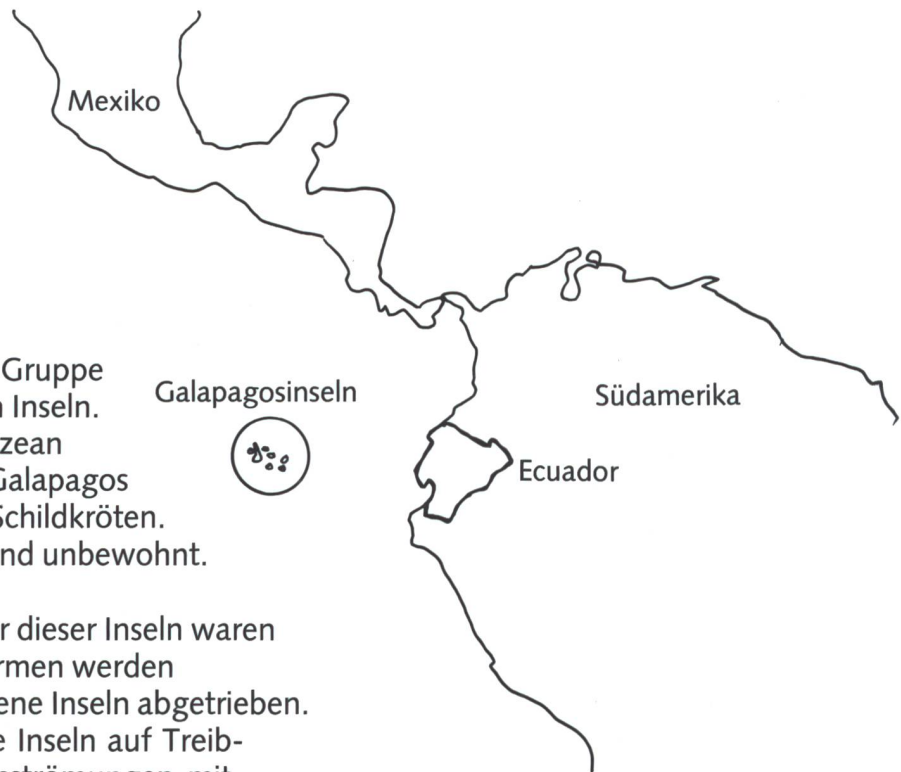 Mexiko
Gruppe
Inseln.
Galapagosinseln
Südamerika
zean
Galapagos
Ecuador
Schildkröten.
nd unbewohnt.
r dieser Inseln waren
rmen werden
ene Inseln abgetrieben.
e Inseln auf Treib-